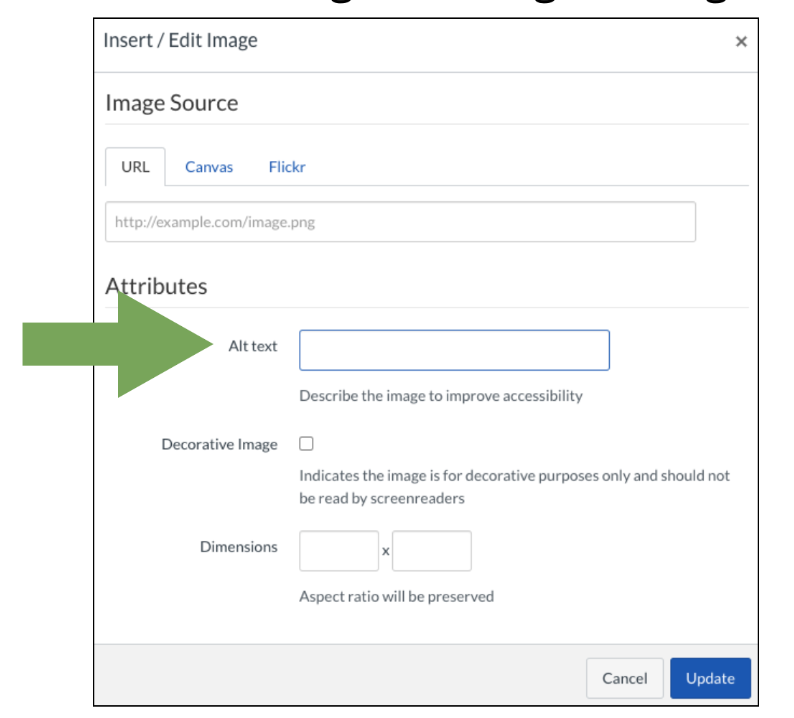 Insert / Edit Image ×
Image Source
URL Canvas Flickr
http://example.com/image.png
Attributes
Alt text
Describe the image to improve accessibility
Decorative Image
Indicates the image is for decorative purposes only and should not
be read by screenreaders
Dimensions x
Aspect ratio will be preserved
Cancel Update